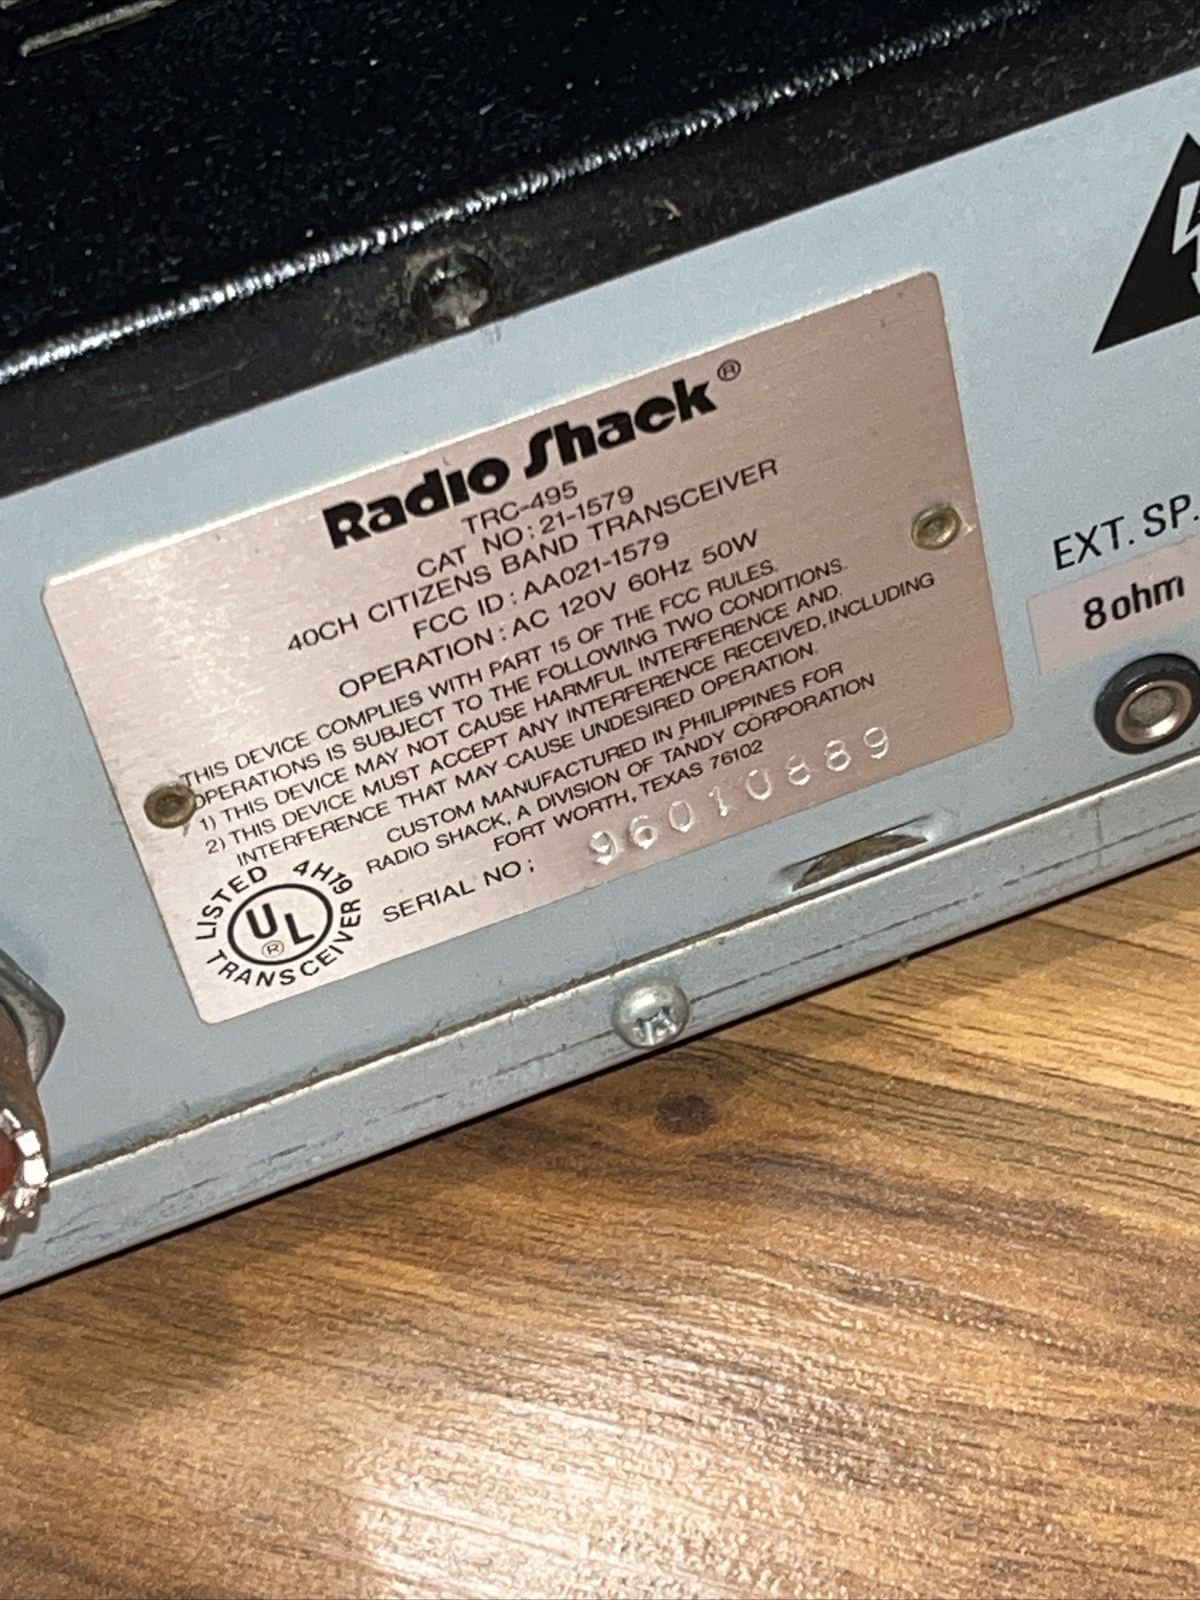 Radio Shack®
TRC-495
CAT NO: 21-1579
40CH CITIZENS BAND TRANSCEIVER
FCC ID: AA021-1579
OPERATION: AC 120V 60Hz 50W
THIS DEVICE COMPLIES WITH PART 15 OF THE FCC RULES.
OPERATIONS IS SUBJECT TO THE FOLLOWING TWO CONDITIONS.
1) THIS DEVICE MAY NOT CAUSE HARMFUL INTERFERENCE AND.
2) THIS DEVICE MUST ACCEPT ANY INTERFERENCE RECEIVED, INCLUDING
INTERFERENCE THAT MAY CAUSE UNDESIRED OPERATION.
CUSTOM MANUFACTURED IN PHILIPPINES FOR
RADIO SHACK, A DIVISION OF TANDY CORPORATION
FORT WORTH, TEXAS 76102
SERIAL NO: 96010889
LISTED 4H19
UL®
TRANSCEIVER
EXT. SP.
8 ohm